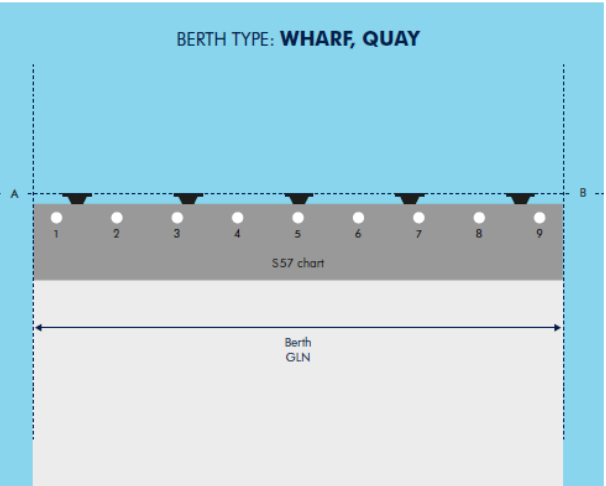 BERTH TYPE: WHARF, QUAY
A B
1 2 3 4 5 6 7 8 9
S57 chart
Berth
GLN